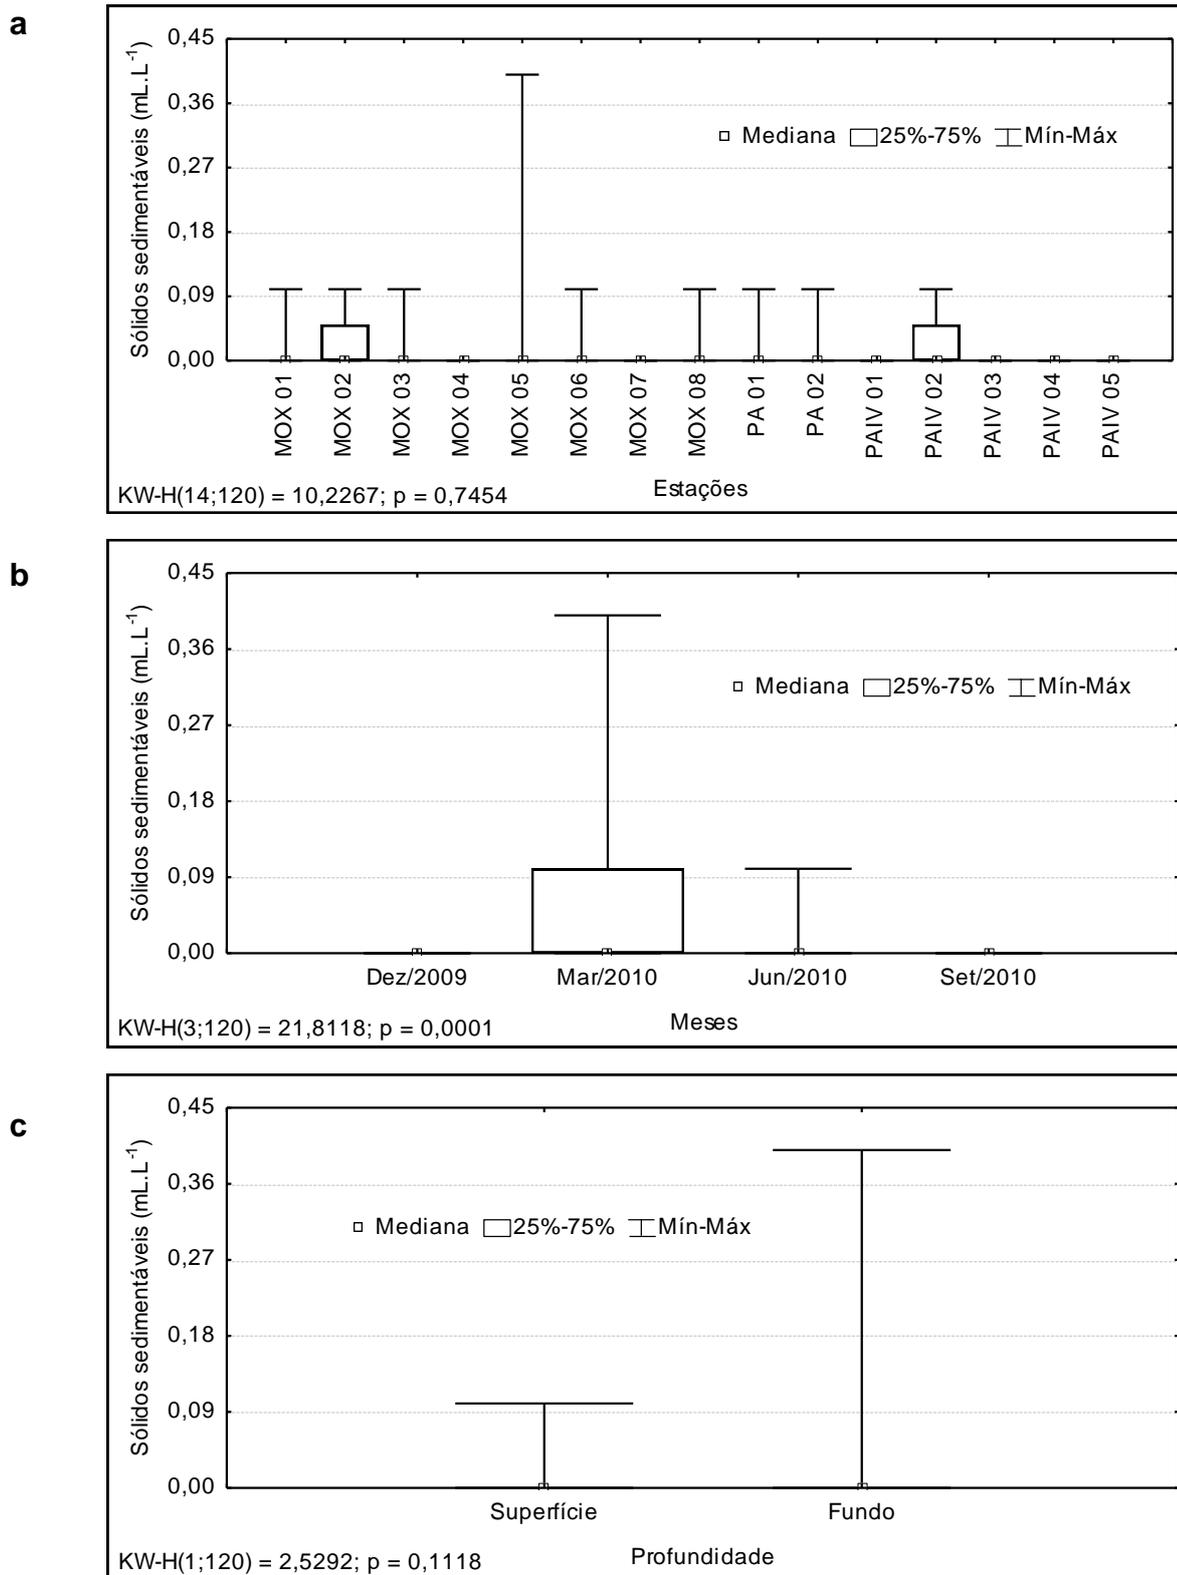 a
Sólidos sedimentáveis (mL.L⁻¹)
0,45
0,36
0,27
0,18
0,09
0,00
Mediana 25%-75% Mín-Máx
MOX 01
MOX 02
MOX 03
MOX 04
MOX 05
MOX 06
MOX 07
MOX 08
PA 01
PA 02
PAIV 01
PAIV 02
PAIV 03
PAIV 04
PAIV 05
Estações
KW-H(14;120) = 10,2267; p = 0,7454
b
Sólidos sedimentáveis (mL.L⁻¹)
0,45
0,36
0,27
0,18
0,09
0,00
Mediana 25%-75% Mín-Máx
Dez/2009 Mar/2010 Jun/2010 Set/2010
Meses
KW-H(3;120) = 21,8118; p = 0,0001
c
Sólidos sedimentáveis (mL.L⁻¹)
0,45
0,36
0,27
0,18
0,09
0,00
Mediana 25%-75% Mín-Máx
Superfície Fundo
Profundidade
KW-H(1;120) = 2,5292; p = 0,1118